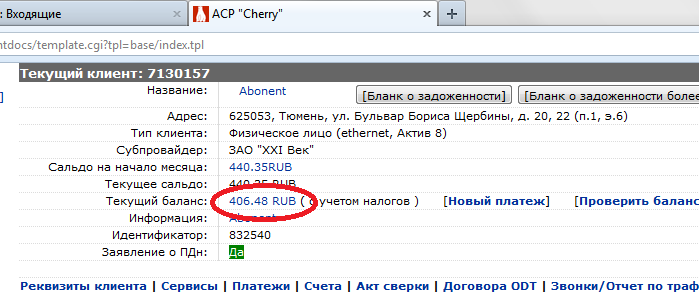 : Входящие
АСР "Cherry"
ntdocs/template.cgi?tpl=base/index.tpl
Текущий клиент: 7130157
]
Название: Abonent [Бланк о задоженности] [Бланк о задоженности более
Адрес: 625053, Тюмень, ул. Бульвар Бориса Щербины, д. 20, 22 (п.1, э.6)
Тип клиента: Физическое лицо (ethernet, Актив 8)
Субпровайдер: ЗАО "XXI Век"
Сальдо на начало месяца: 440.35RUB
Текущее сальдо: 440.35 RUB
Текущий баланс: 406.48 RUB ( с учетом налогов ) [Новый платеж] [Проверить баланс
Информация: Abonent
Идентификатор: 832540
Заявление о ПДн: Да
Реквизиты клиента | Сервисы | Платежи | Счета | Акт сверки | Договора ODT | Звонки/Отчет по траф